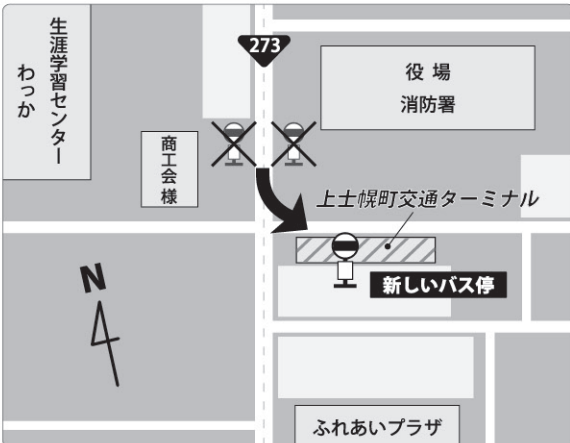 生涯学習センター
わっか
273
役場
消防署
商工会様
上士幌町交通ターミナル
新しいバス停
N
ふれあいプラザ